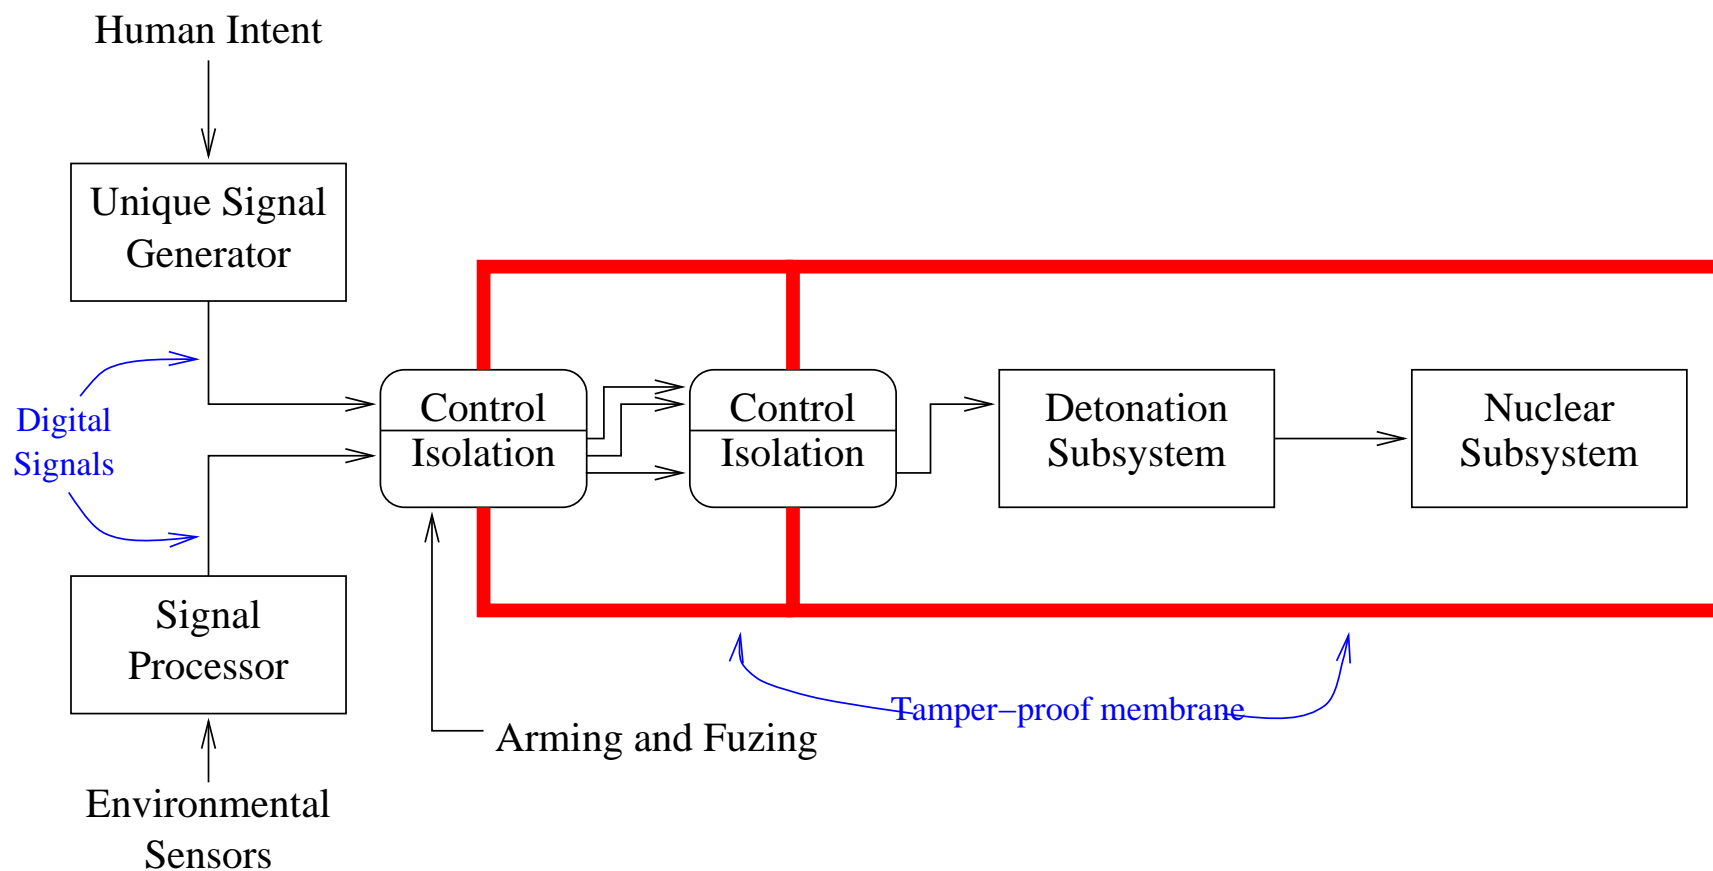 Human Intent
Unique Signal
Generator
Digital
Signals
Control
Isolation
Control
Isolation
Detonation
Subsystem
Nuclear
Subsystem
Signal
Processor
Tamper−proof membrane
Arming and Fuzing
Environmental
Sensors